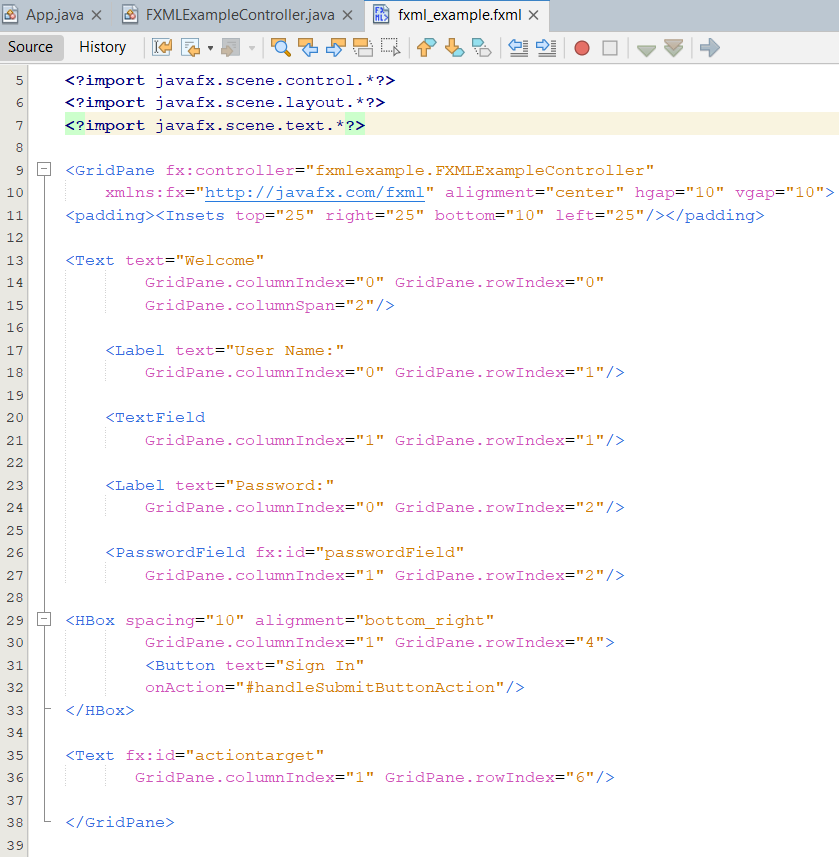 App.java FXMLExampleController.java fxml_example.fxml
Source History
5 <?import javafx.scene.control.*?>
6 <?import javafx.scene.layout.*?>
7 <?import javafx.scene.text.*?>
8
9 <GridPane fx:controller="fxmlexample.FXMLExampleController"
10 xmlns:fx="http://javafx.com/fxml" alignment="center" hgap="10" vgap="10">
11 <padding><Insets top="25" right="25" bottom="10" left="25"/></padding>
12
13 <Text text="Welcome"
14 GridPane.columnIndex="0" GridPane.rowIndex="0"
15 GridPane.columnSpan="2"/>
16
17 <Label text="User Name:"
18 GridPane.columnIndex="0" GridPane.rowIndex="1"/>
19
20 <TextField
21 GridPane.columnIndex="1" GridPane.rowIndex="1"/>
22
23 <Label text="Password:"
24 GridPane.columnIndex="0" GridPane.rowIndex="2"/>
25
26 <PasswordField fx:id="passwordField"
27 GridPane.columnIndex="1" GridPane.rowIndex="2"/>
28
29 <HBox spacing="10" alignment="bottom_right"
30 GridPane.columnIndex="1" GridPane.rowIndex="4">
31 <Button text="Sign In"
32 onAction="#handleSubmitButtonAction"/>
33 </HBox>
34
35 <Text fx:id="actiontarget"
36 GridPane.columnIndex="1" GridPane.rowIndex="6"/>
37
38 </GridPane>
39